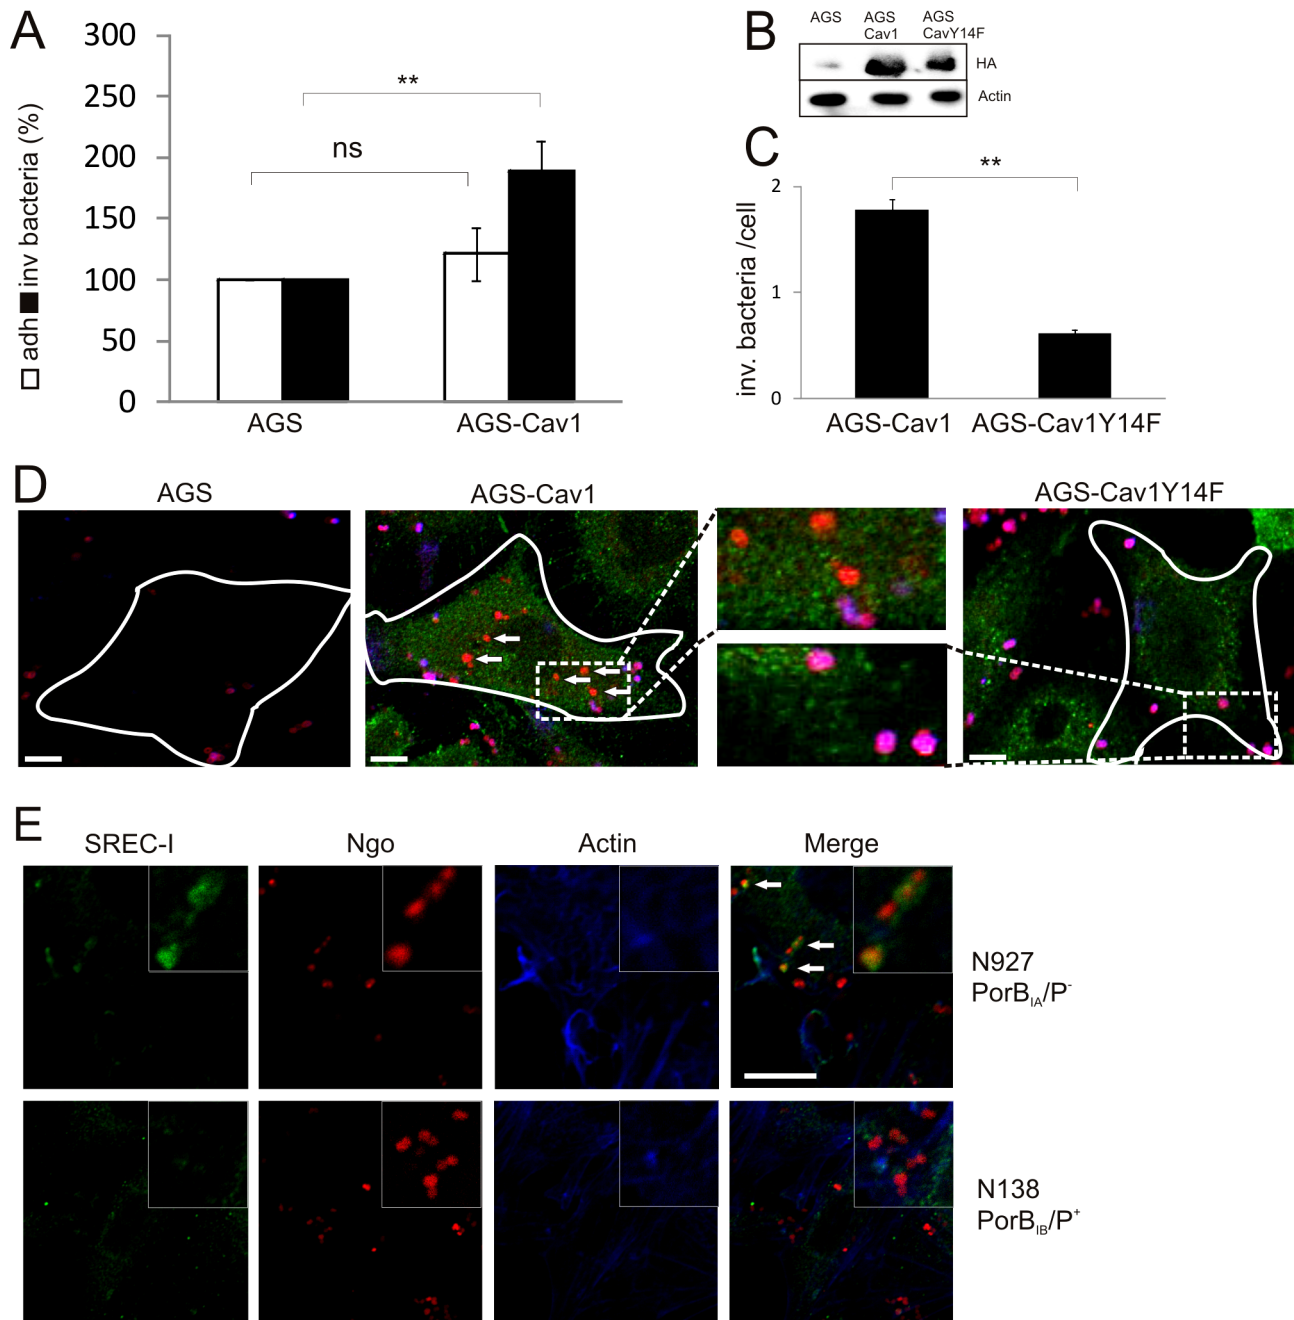 A
300
250
200
150
100
50
0
adh inv bacteria (%)
ns
**
AGS
AGS-Cav1
B
AGS
AGS
Cav1
AGS
CavY14F
HA
Actin
C
**
2
1
0
inv. bacteria /cell
AGS-Cav1
AGS-Cav1Y14F
D
AGS
AGS-Cav1
AGS-Cav1Y14F
E
SREC-I
Ngo
Actin
Merge
N927
PorB_IA/P⁻
N138
PorB_IB/P⁺